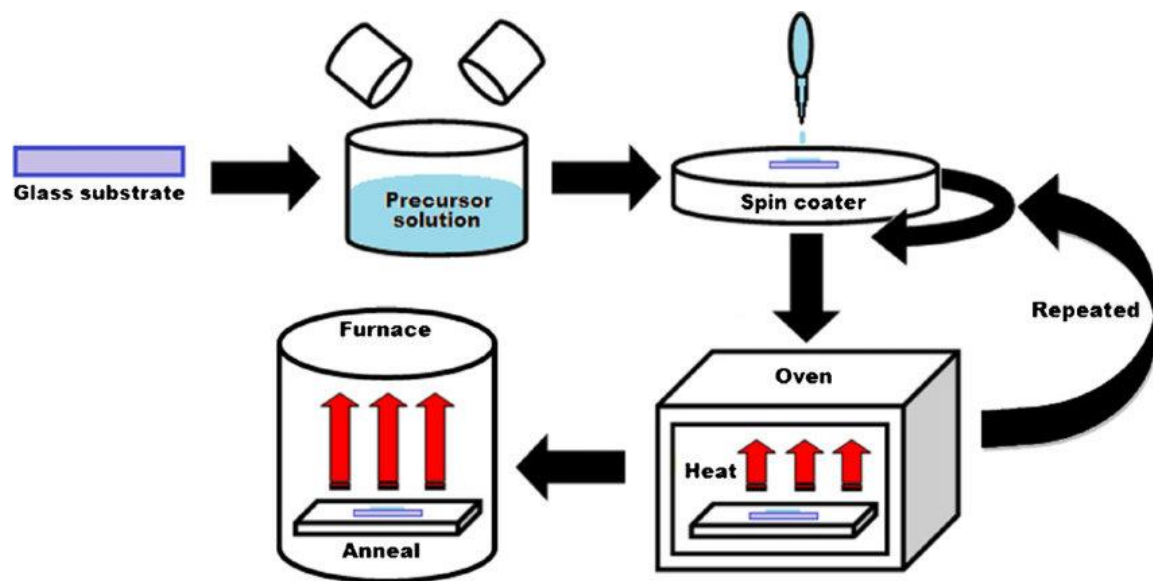 Glass substrate
Precursor
solution
Spin coater
Repeated
Oven
Heat
Furnace
Anneal